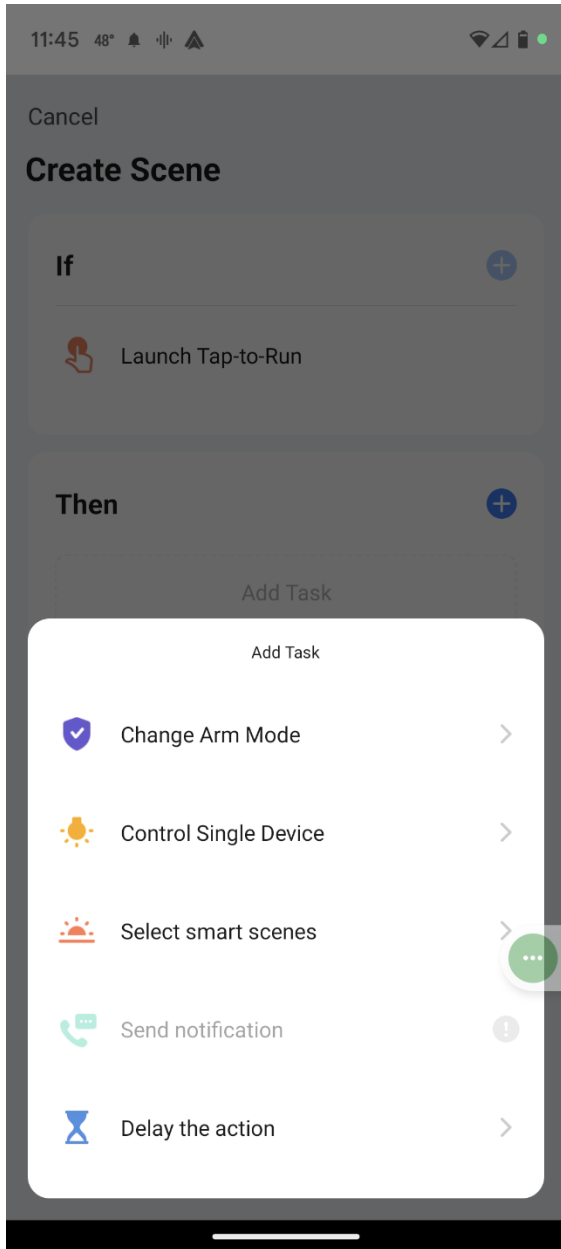 11:45 48°
Cancel
Create Scene
If
Launch Tap-to-Run
Then
Add Task
Add Task
Change Arm Mode
Control Single Device
Select smart scenes
Send notification
Delay the action